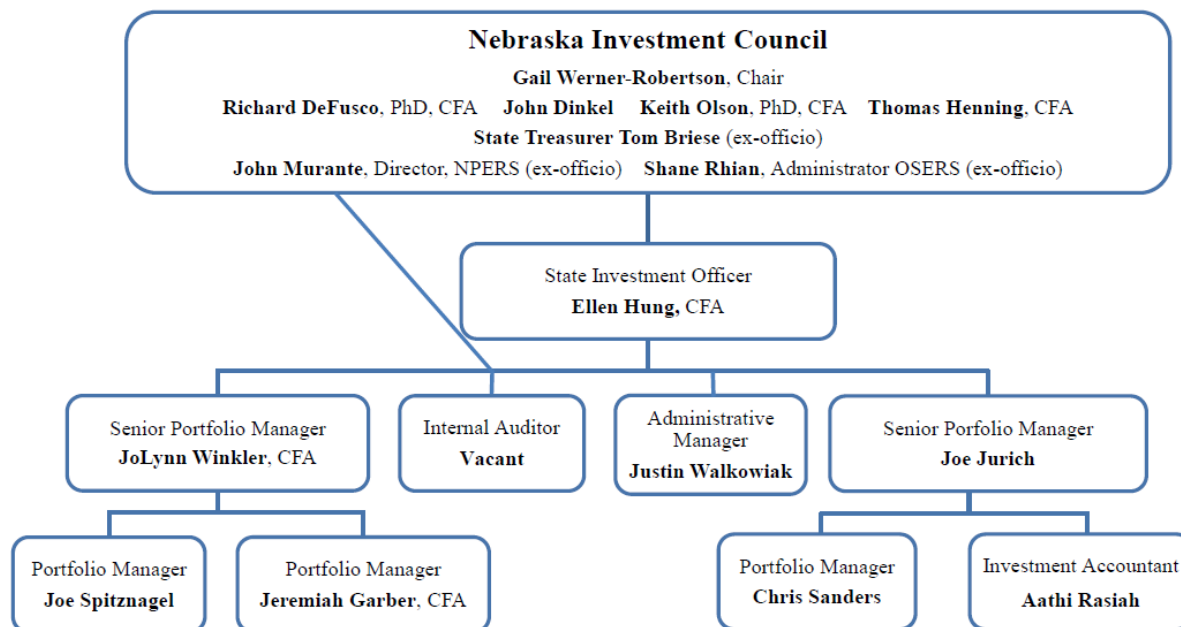 Nebraska Investment Council
Gail Werner-Robertson, Chair
Richard DeFusco, PhD, CFA John Dinkel Keith Olson, PhD, CFA Thomas Henning, CFA
State Treasurer Tom Briese (ex-officio)
John Murante, Director, NPERS (ex-officio) Shane Rhian, Administrator OSERS (ex-officio)
State Investment Officer
Ellen Hung, CFA
Senior Portfolio Manager
JoLynn Winkler, CFA
Internal Auditor
Vacant
Administrative
Manager
Justin Walkowiak
Senior Porfolio Manager
Joe Jurich
Portfolio Manager
Joe Spitznagel
Portfolio Manager
Jeremiah Garber, CFA
Portfolio Manager
Chris Sanders
Investment Accountant
Aathi Rasiah